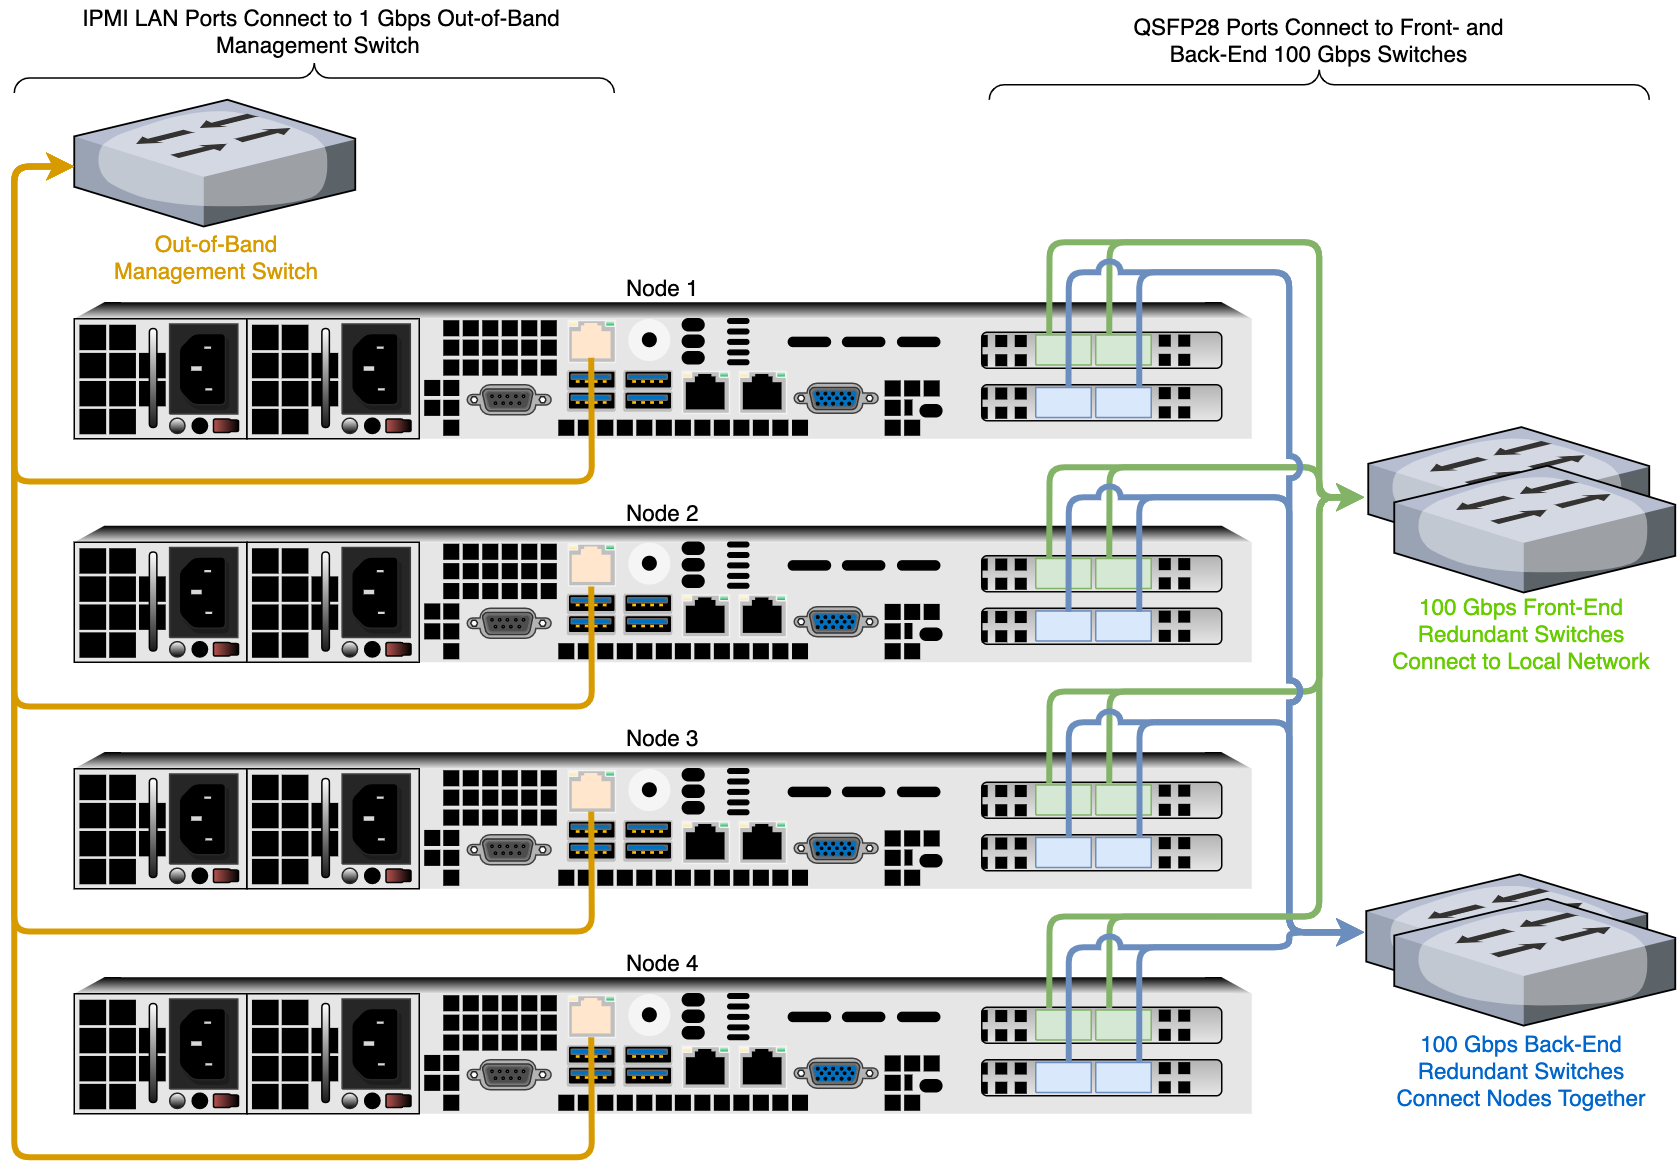 IPMI LAN Ports Connect to 1 Gbps Out-of-Band
Management Switch
QSFP28 Ports Connect to Front- and
Back-End 100 Gbps Switches
Out-of-Band
Management Switch
Node 1
Node 2
100 Gbps Front-End
Redundant Switches
Connect to Local Network
Node 3
Node 4
100 Gbps Back-End
Redundant Switches
Connect Nodes Together